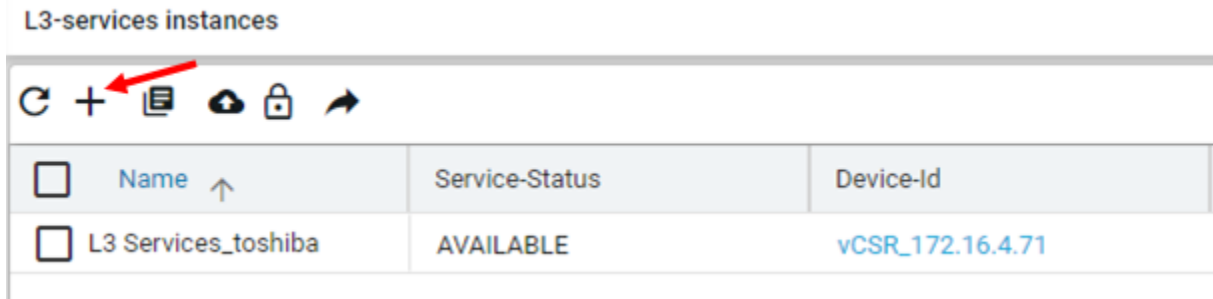 L3-services instances
Name Service-Status Device-Id
L3 Services_toshiba AVAILABLE vCSR_172.16.4.71